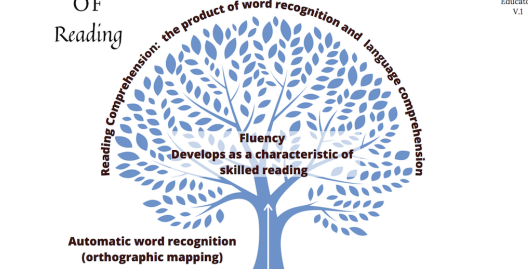 OF
Reading
V.1
Reading Comprehension: the product of word recognition and language comprehension
Fluency
Develops as a characteristic of
skilled reading
Automatic word recognition
(orthographic mapping)